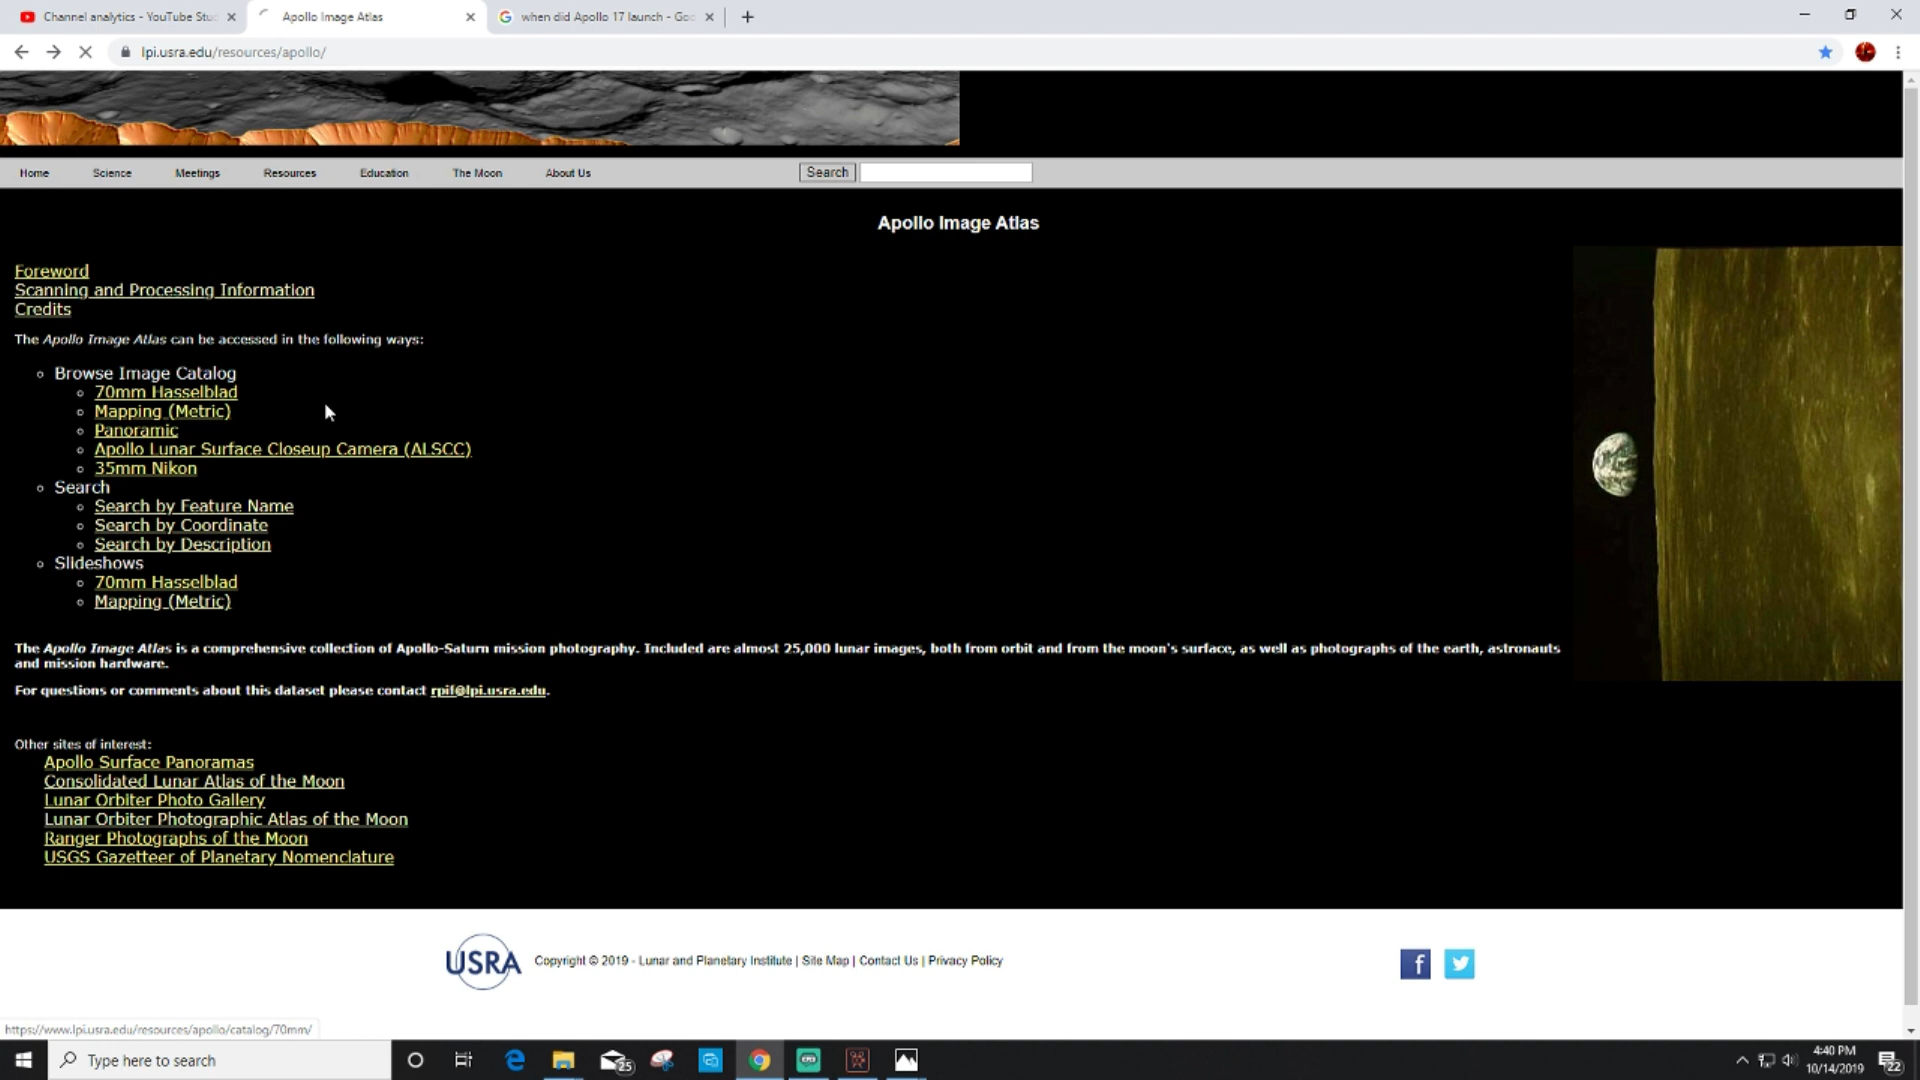 Channel analytics - YouTube Stu
Apollo Image Atlas
when did Apollo 17 launch - Goo
lpi.usra.edu/resources/apollo/
Home Science Meetings Resources Education The Moon About Us Search
Apollo Image Atlas
Foreword
Scanning and Processing Information
Credits
The Apollo Image Atlas can be accessed in the following ways:
Browse Image Catalog
70mm Hasselblad
Mapping (Metric)
Panoramic
Apollo Lunar Surface Closeup Camera (ALSCC)
35mm Nikon
Search
Search by Feature Name
Search by Coordinate
Search by Description
Slideshows
70mm Hasselblad
Mapping (Metric)
The Apollo Image Atlas is a comprehensive collection of Apollo-Saturn mission photography. Included are almost 25,000 lunar images, both from orbit and from the moon's surface, as well as photographs of the earth, astronauts
and mission hardware.
For questions or comments about this dataset please contact rpif@lpi.usra.edu.
Other sites of interest:
Apollo Surface Panoramas
Consolidated Lunar Atlas of the Moon
Lunar Orbiter Photo Gallery
Lunar Orbiter Photographic Atlas of the Moon
Ranger Photographs of the Moon
USGS Gazetteer of Planetary Nomenclature
USRA
Copyright © 2019 - Lunar and Planetary Institute | Site Map | Contact Us | Privacy Policy
https://www.lpi.usra.edu/resources/apollo/catalog/70mm/
Type here to search
25
4:40 PM
10/14/2019
22